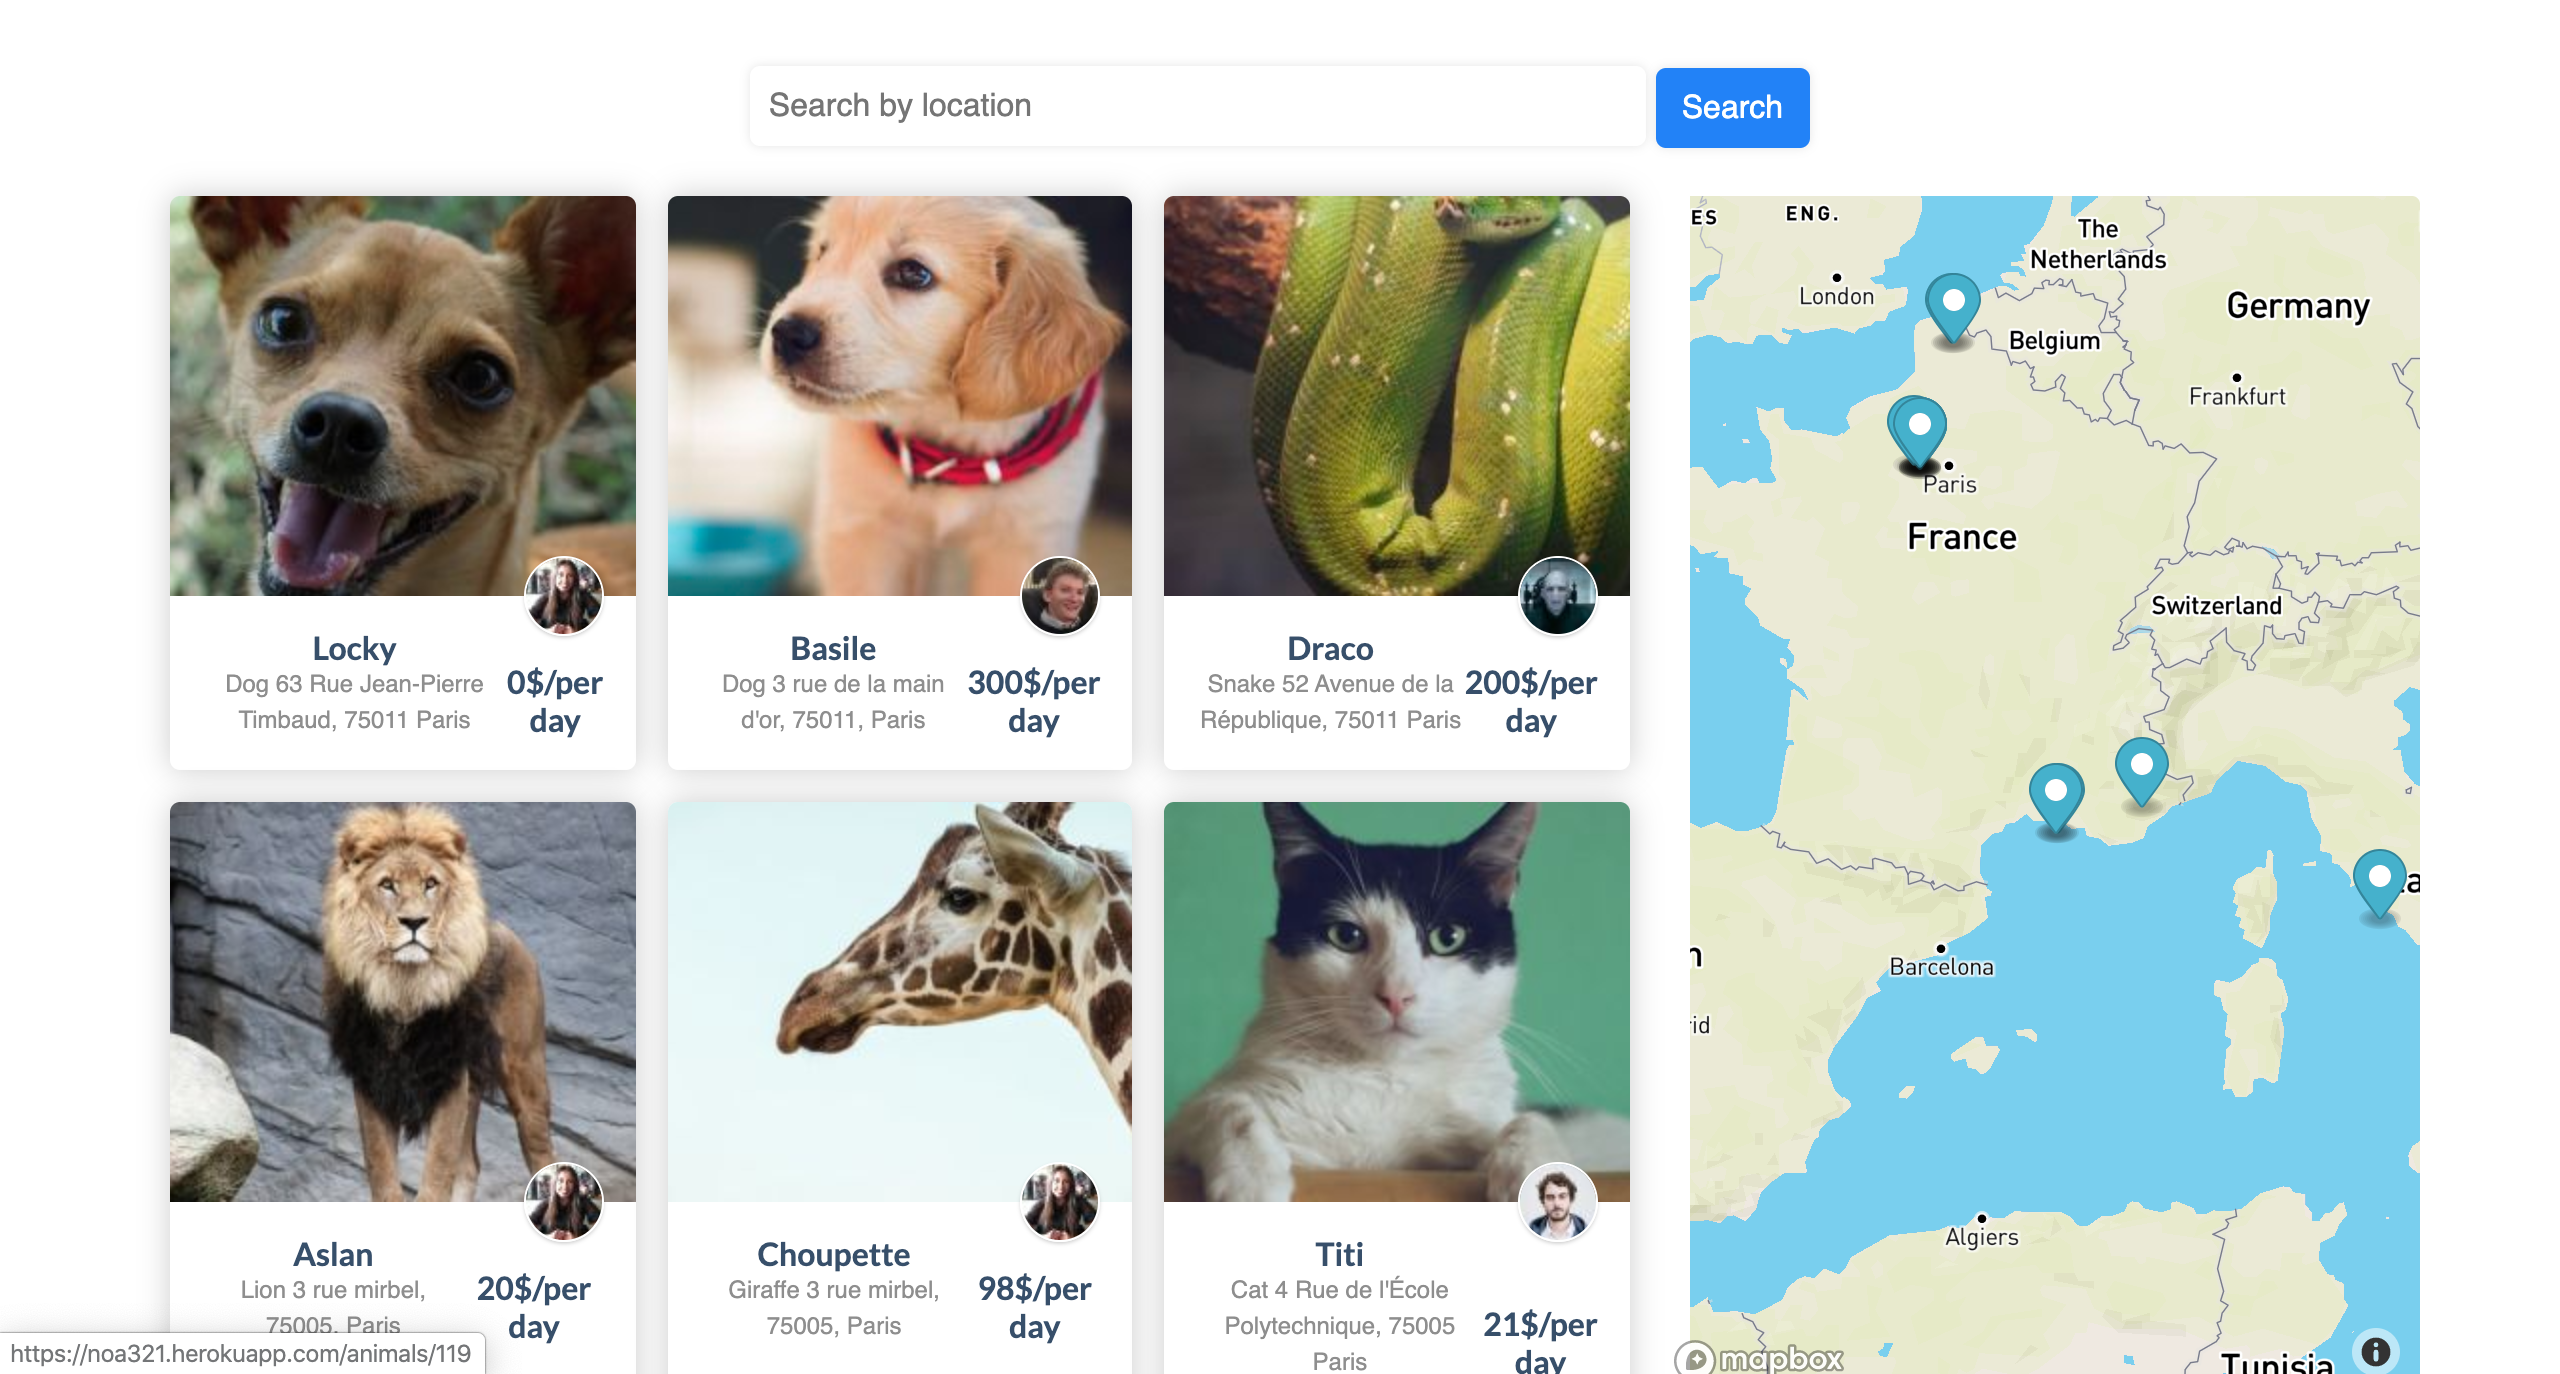 Search by location
Search
Locky
Dog 63 Rue Jean-Pierre
Timbaud, 75011 Paris
0$/per
day
Basile
Dog 3 rue de la main
d'or, 75011, Paris
300$/per
day
Draco
Snake 52 Avenue de la
République, 75011 Paris
200$/per
day
Aslan
Lion 3 rue mirbel,
75005, Paris
20$/per
day
Choupette
Giraffe 3 rue mirbel,
75005, Paris
98$/per
day
Titi
Cat 4 Rue de l'École
Polytechnique, 75005
Paris
21$/per
day
https://noa321.herokuapp.com/animals/119
ES
ENG.
The
Netherlands
London
Germany
Belgium
Frankfurt
Paris
France
Switzerland
a
Barcelona
n
rid
Algiers
mapbox
Tunisia